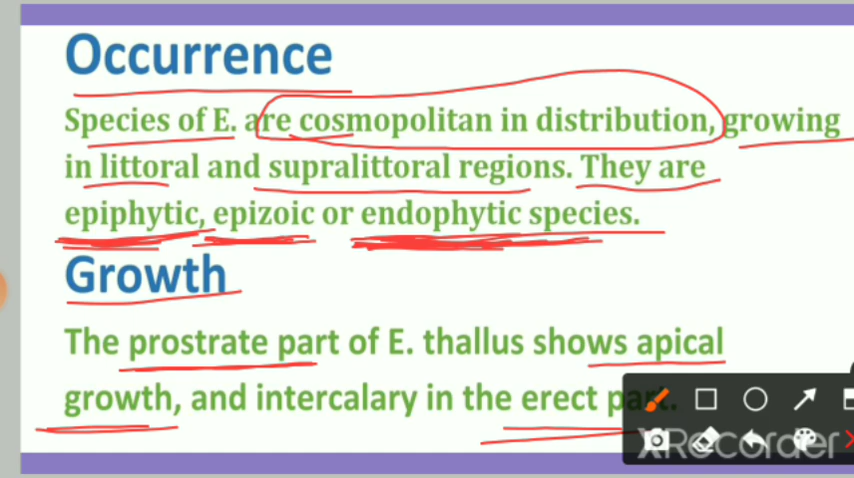 Occurrence
Species of E. are cosmopolitan in distribution, growing
in littoral and supralittoral regions. They are
epiphytic, epizoic or endophytic species.
Growth
The prostrate part of E. thallus shows apical
growth, and intercalary in the erect part.
XRecorder